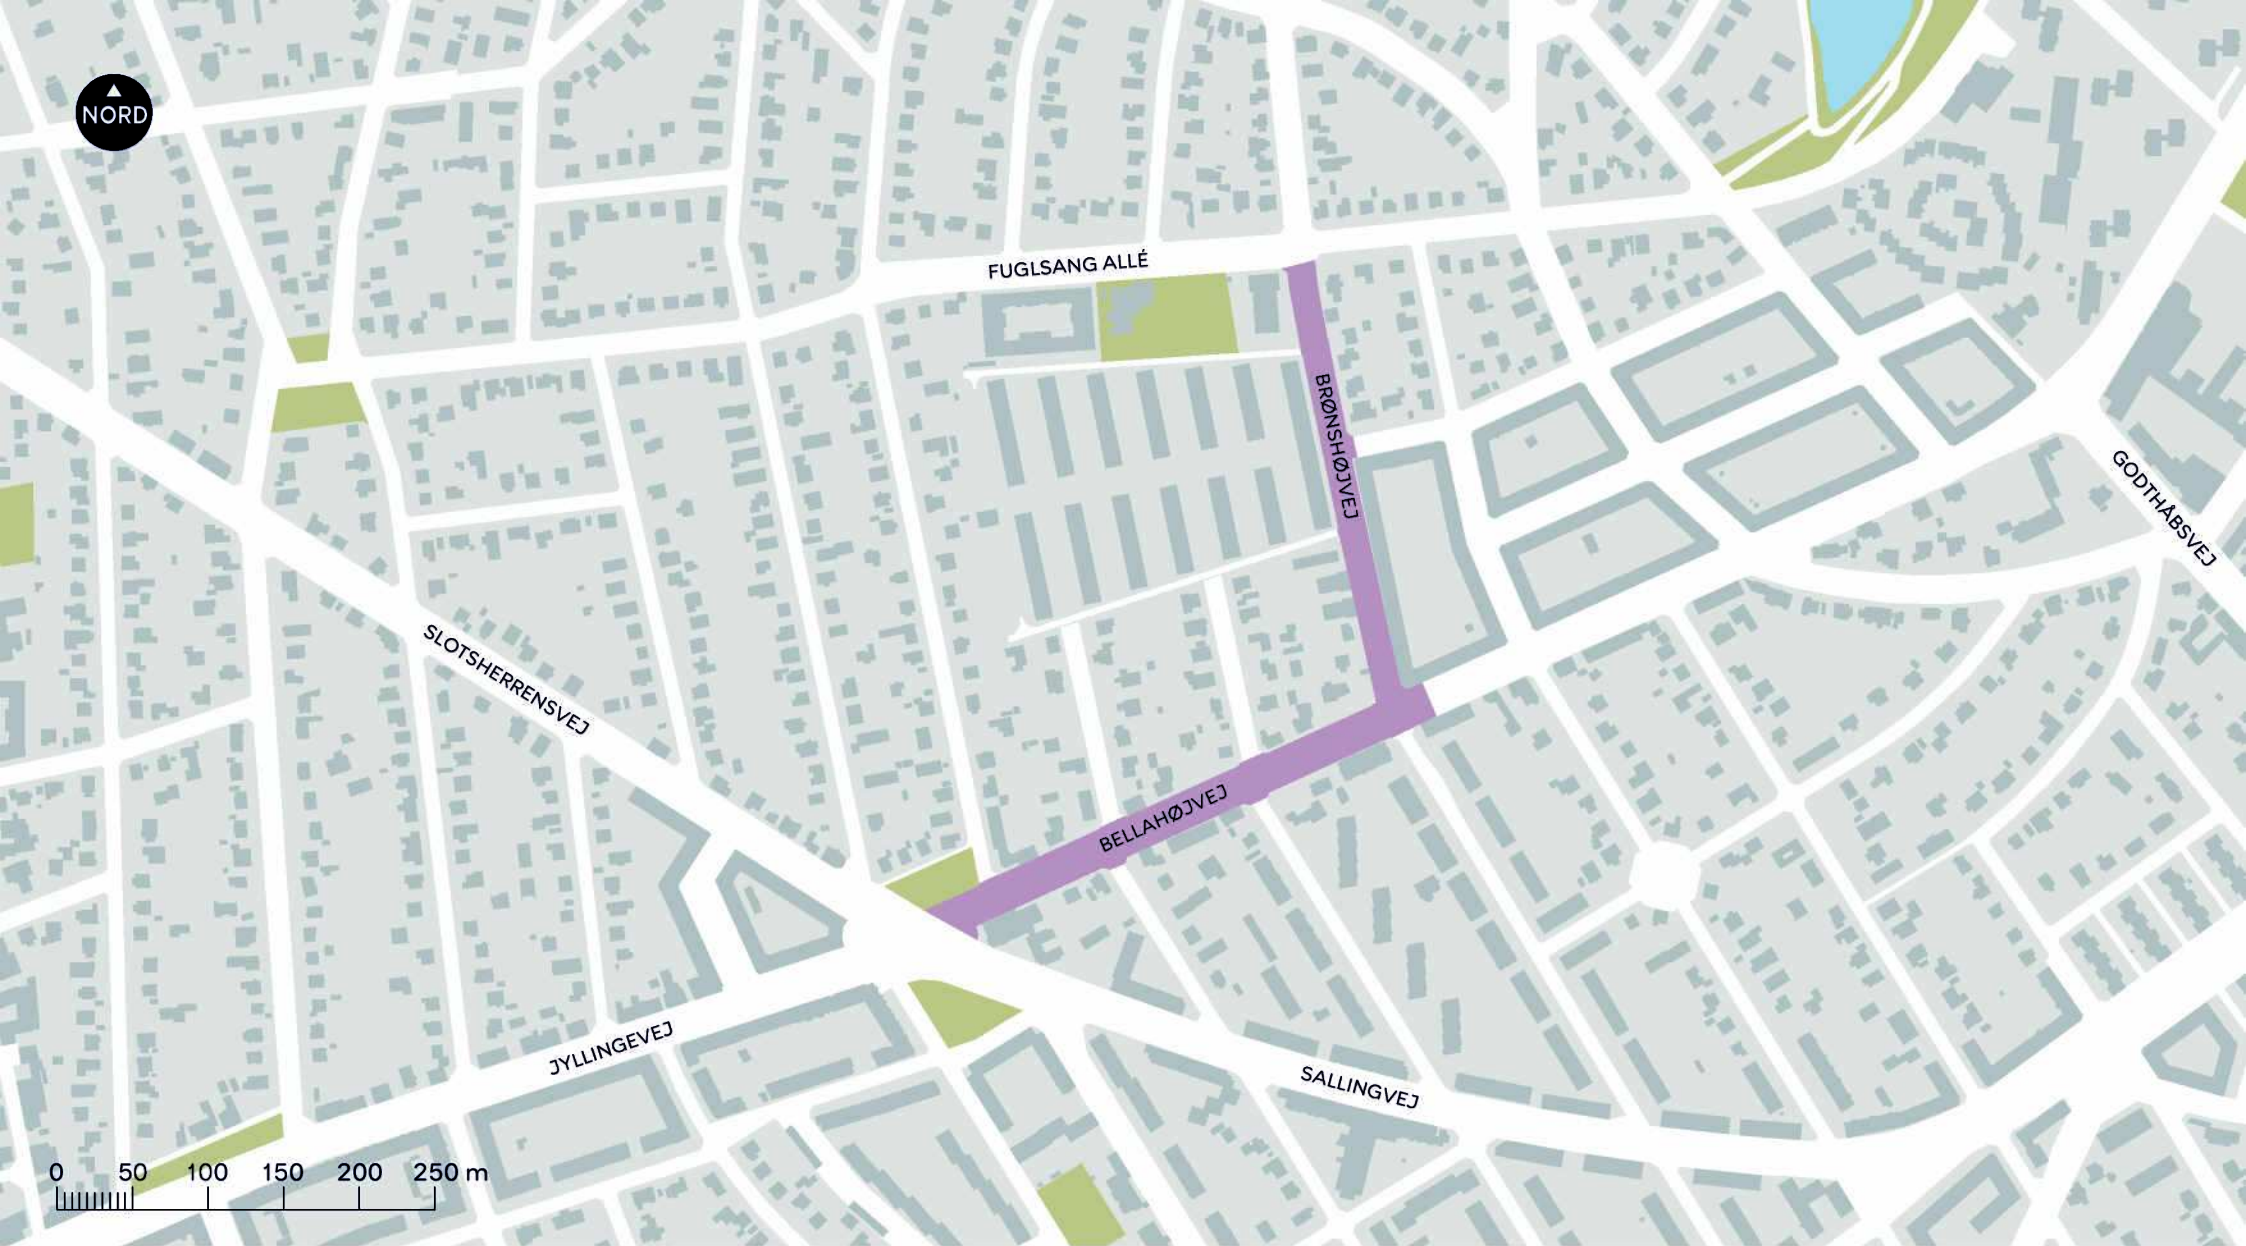 NORD
FUGLSANG ALLÉ
BRØNSHØJVEJ
GODTHÅBSVEJ
SLOTSHERRENSVEJ
BELLAHØJVEJ
JYLLINGEVEJ
SALLINGVEJ
0 50 100 150 200 250 m